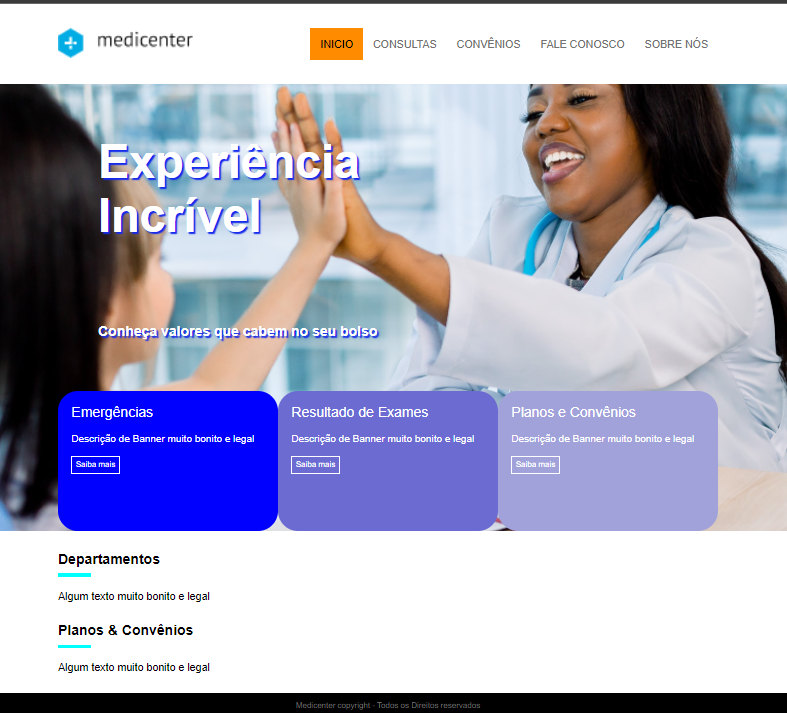 medicenter
INICIO CONSULTAS CONVÊNIOS FALE CONOSCO SOBRE NÓS
Experiência
Incrível
Conheça valores que cabem no seu bolso
Emergências
Descrição de Banner muito bonito e legal
Saiba mais
Resultado de Exames
Descrição de Banner muito bonito e legal
Saiba mais
Planos e Convênios
Descrição de Banner muito bonito e legal
Saiba mais
Departamentos
Algum texto muito bonito e legal
Planos & Convênios
Algum texto muito bonito e legal
Medicenter copyright - Todos os Direitos reservados